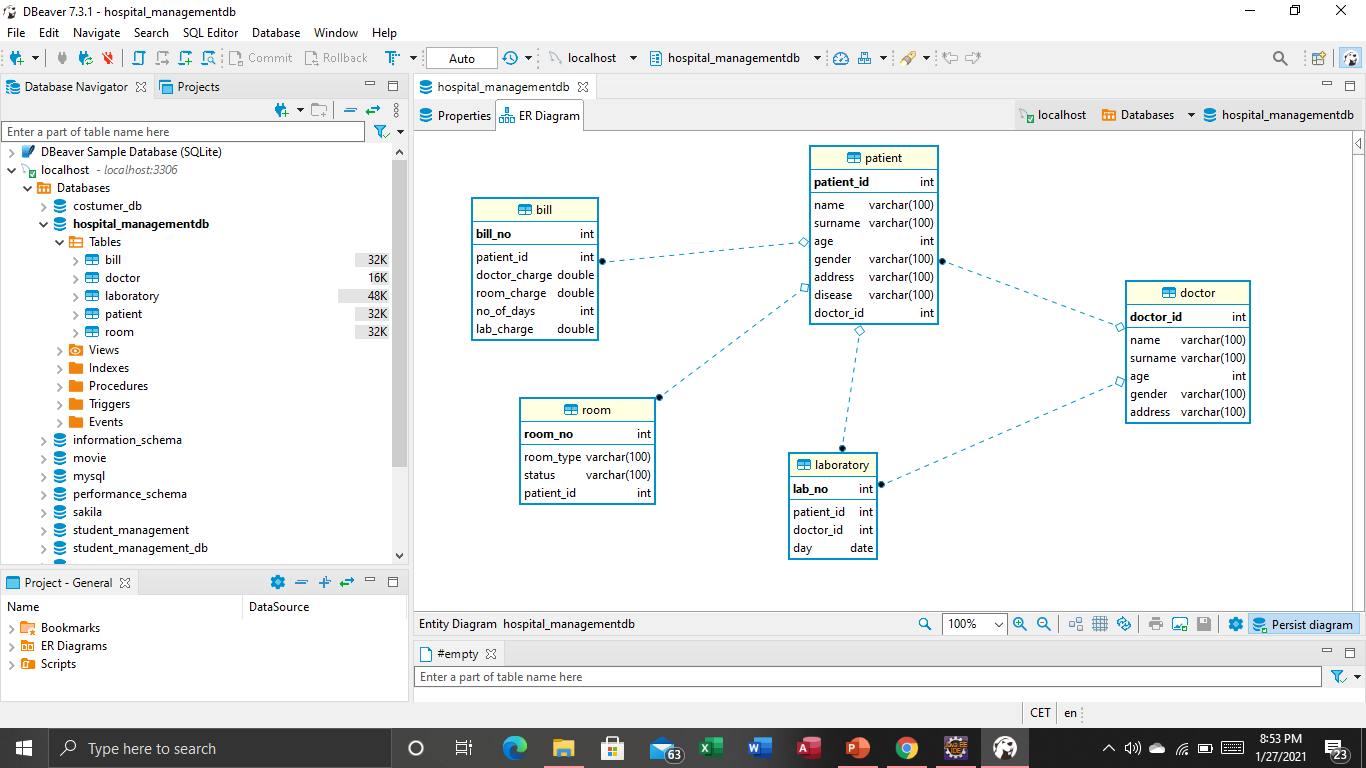 DBeaver 7.3.1 - hospital_managementdb
File Edit Navigate Search SQL Editor Database Window Help
Commit Rollback Auto localhost hospital_managementdb
Database Navigator Projects
Enter a part of table name here
DBeaver Sample Database (SQLite)
localhost - localhost:3306
Databases
costumer_db
hospital_managementdb
Tables
bill 32K
doctor 16K
laboratory 48K
patient 32K
room 32K
Views
Indexes
Procedures
Triggers
Events
information_schema
movie
mysql
performance_schema
sakila
student_management
student_management_db
Project - General
Name DataSource
Bookmarks
ER Diagrams
Scripts
hospital_managementdb
Properties ER Diagram localhost Databases hospital_managementdb
bill
bill_no int
patient_id int
doctor_charge double
room_charge double
no_of_days int
lab_charge double
patient
patient_id int
name varchar(100)
surname varchar(100)
age int
gender varchar(100)
address varchar(100)
disease varchar(100)
doctor_id int
doctor
doctor_id int
name varchar(100)
surname varchar(100)
age int
gender varchar(100)
address varchar(100)
room
room_no int
room_type varchar(100)
status varchar(100)
patient_id int
laboratory
lab_no int
patient_id int
doctor_id int
day date
Entity Diagram hospital_managementdb 100% Persist diagram
#empty
Enter a part of table name here
CET en
Type here to search 63 8:53 PM
1/27/2021 23